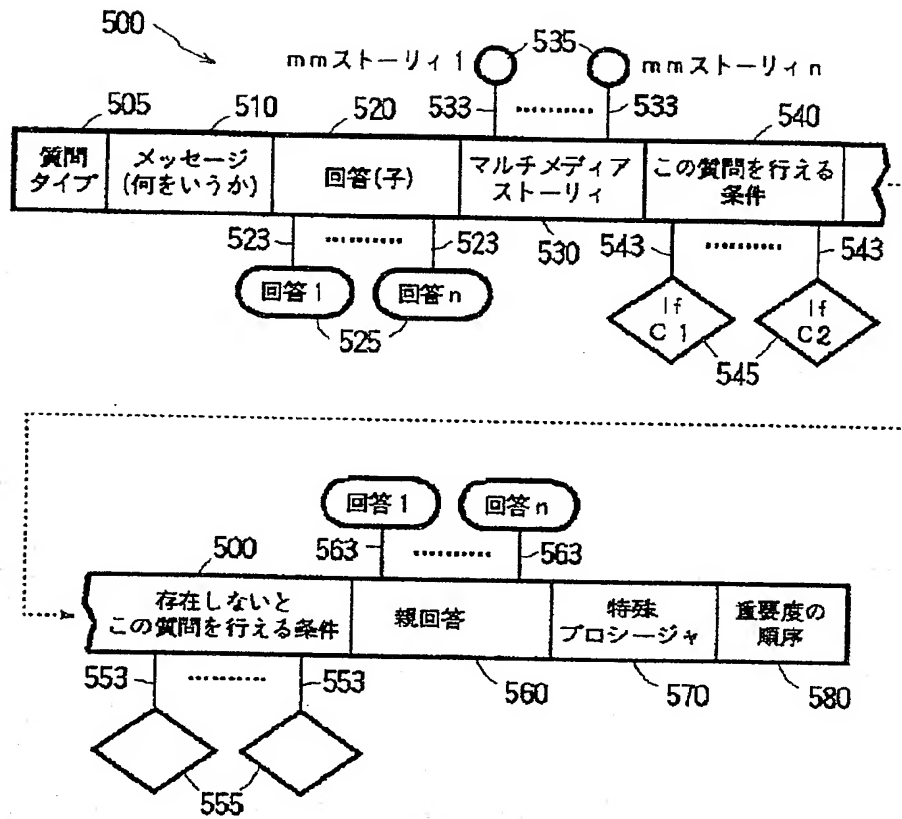 500
535
mmストーリィ1
mmストーリィn
533
533
505
510
520
540
質問
タイプ
メッセージ
(何をいうか)
回答(子)
マルチメディア
ストーリィ
この質問を行える
条件
523
523
530
543
543
回答1
回答n
525
If
C1
If
C2
545
回答1
回答n
500
563
563
存在しないと
この質問を行える条件
親回答
特殊
プロシージャ
重要度の
順序
553
553
560
570
580
555